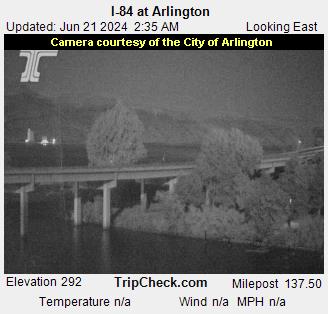 I-84 at Arlington
Updated: Jun 21 2024 2:35 AM Looking East
Camera courtesy of the City of Arlington
Elevation 292 TripCheck.com Milepost 137.50
Temperature n/a Wind n/a MPH n/a